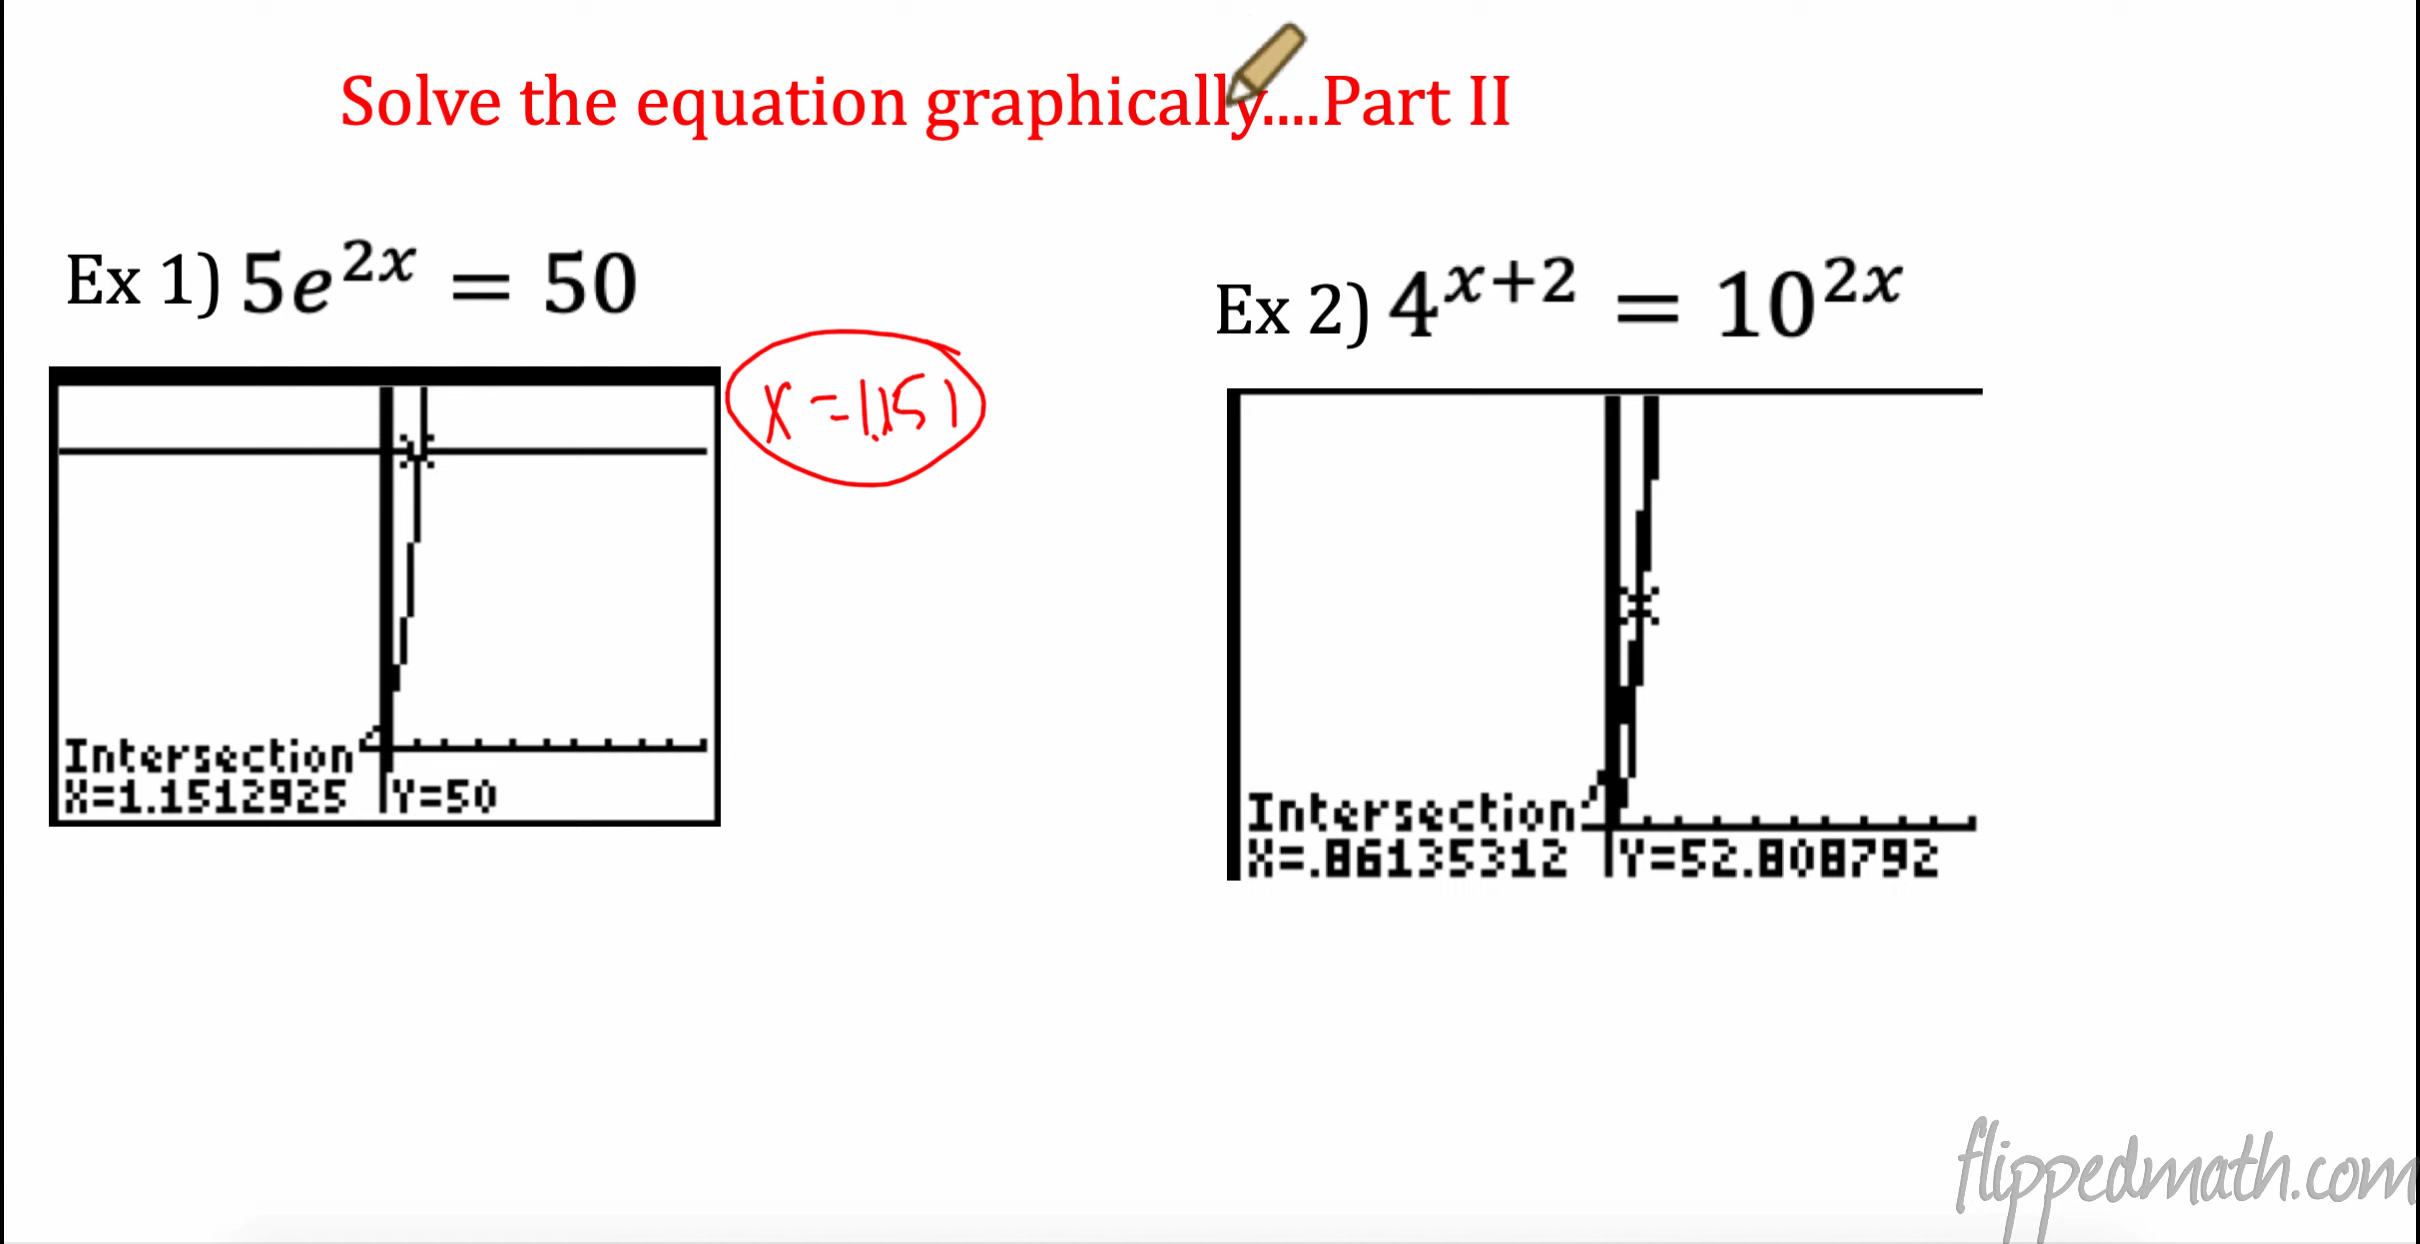 Solve the equation graphically....Part II
Ex 1) 5e^{2x} = 50
x = 1.151
Intersection
X=1.1512925 Y=50
Ex 2) 4^{x+2} = 10^{2x}
Intersection
X=.86135312 Y=52.808792
flippedmath.com